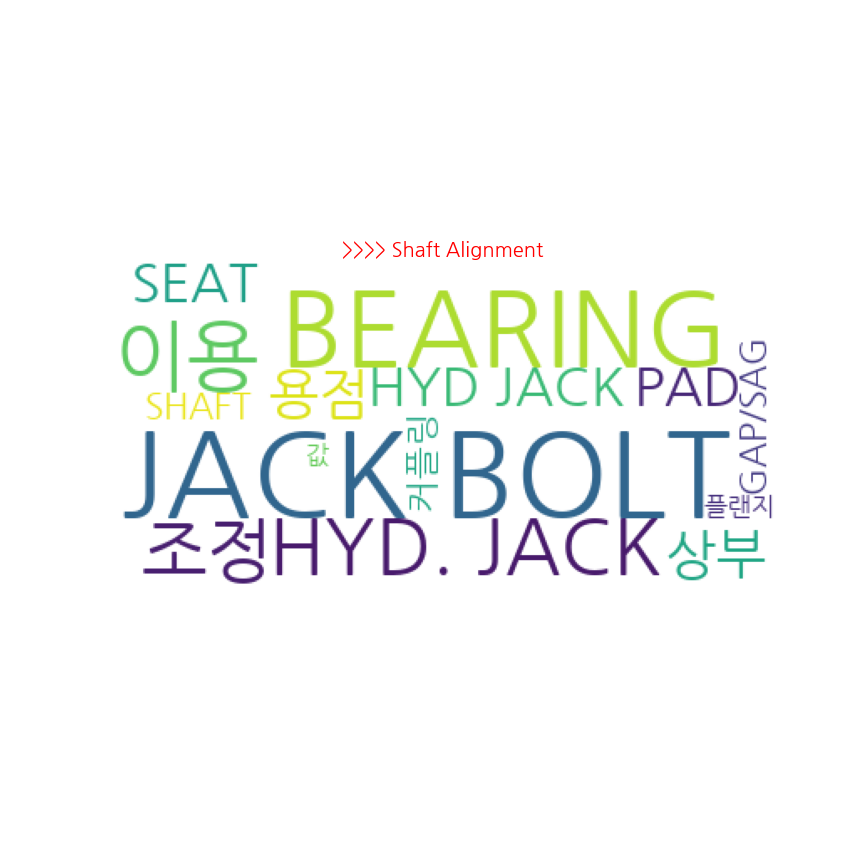 >>>> Shaft Alignment
SEAT
BEARING
이용
SHAFT
용점
HYD JACK
PAD
GAP/SAG
JACK BOLT
값
커플링
플랜지
조정
HYD. JACK
상부